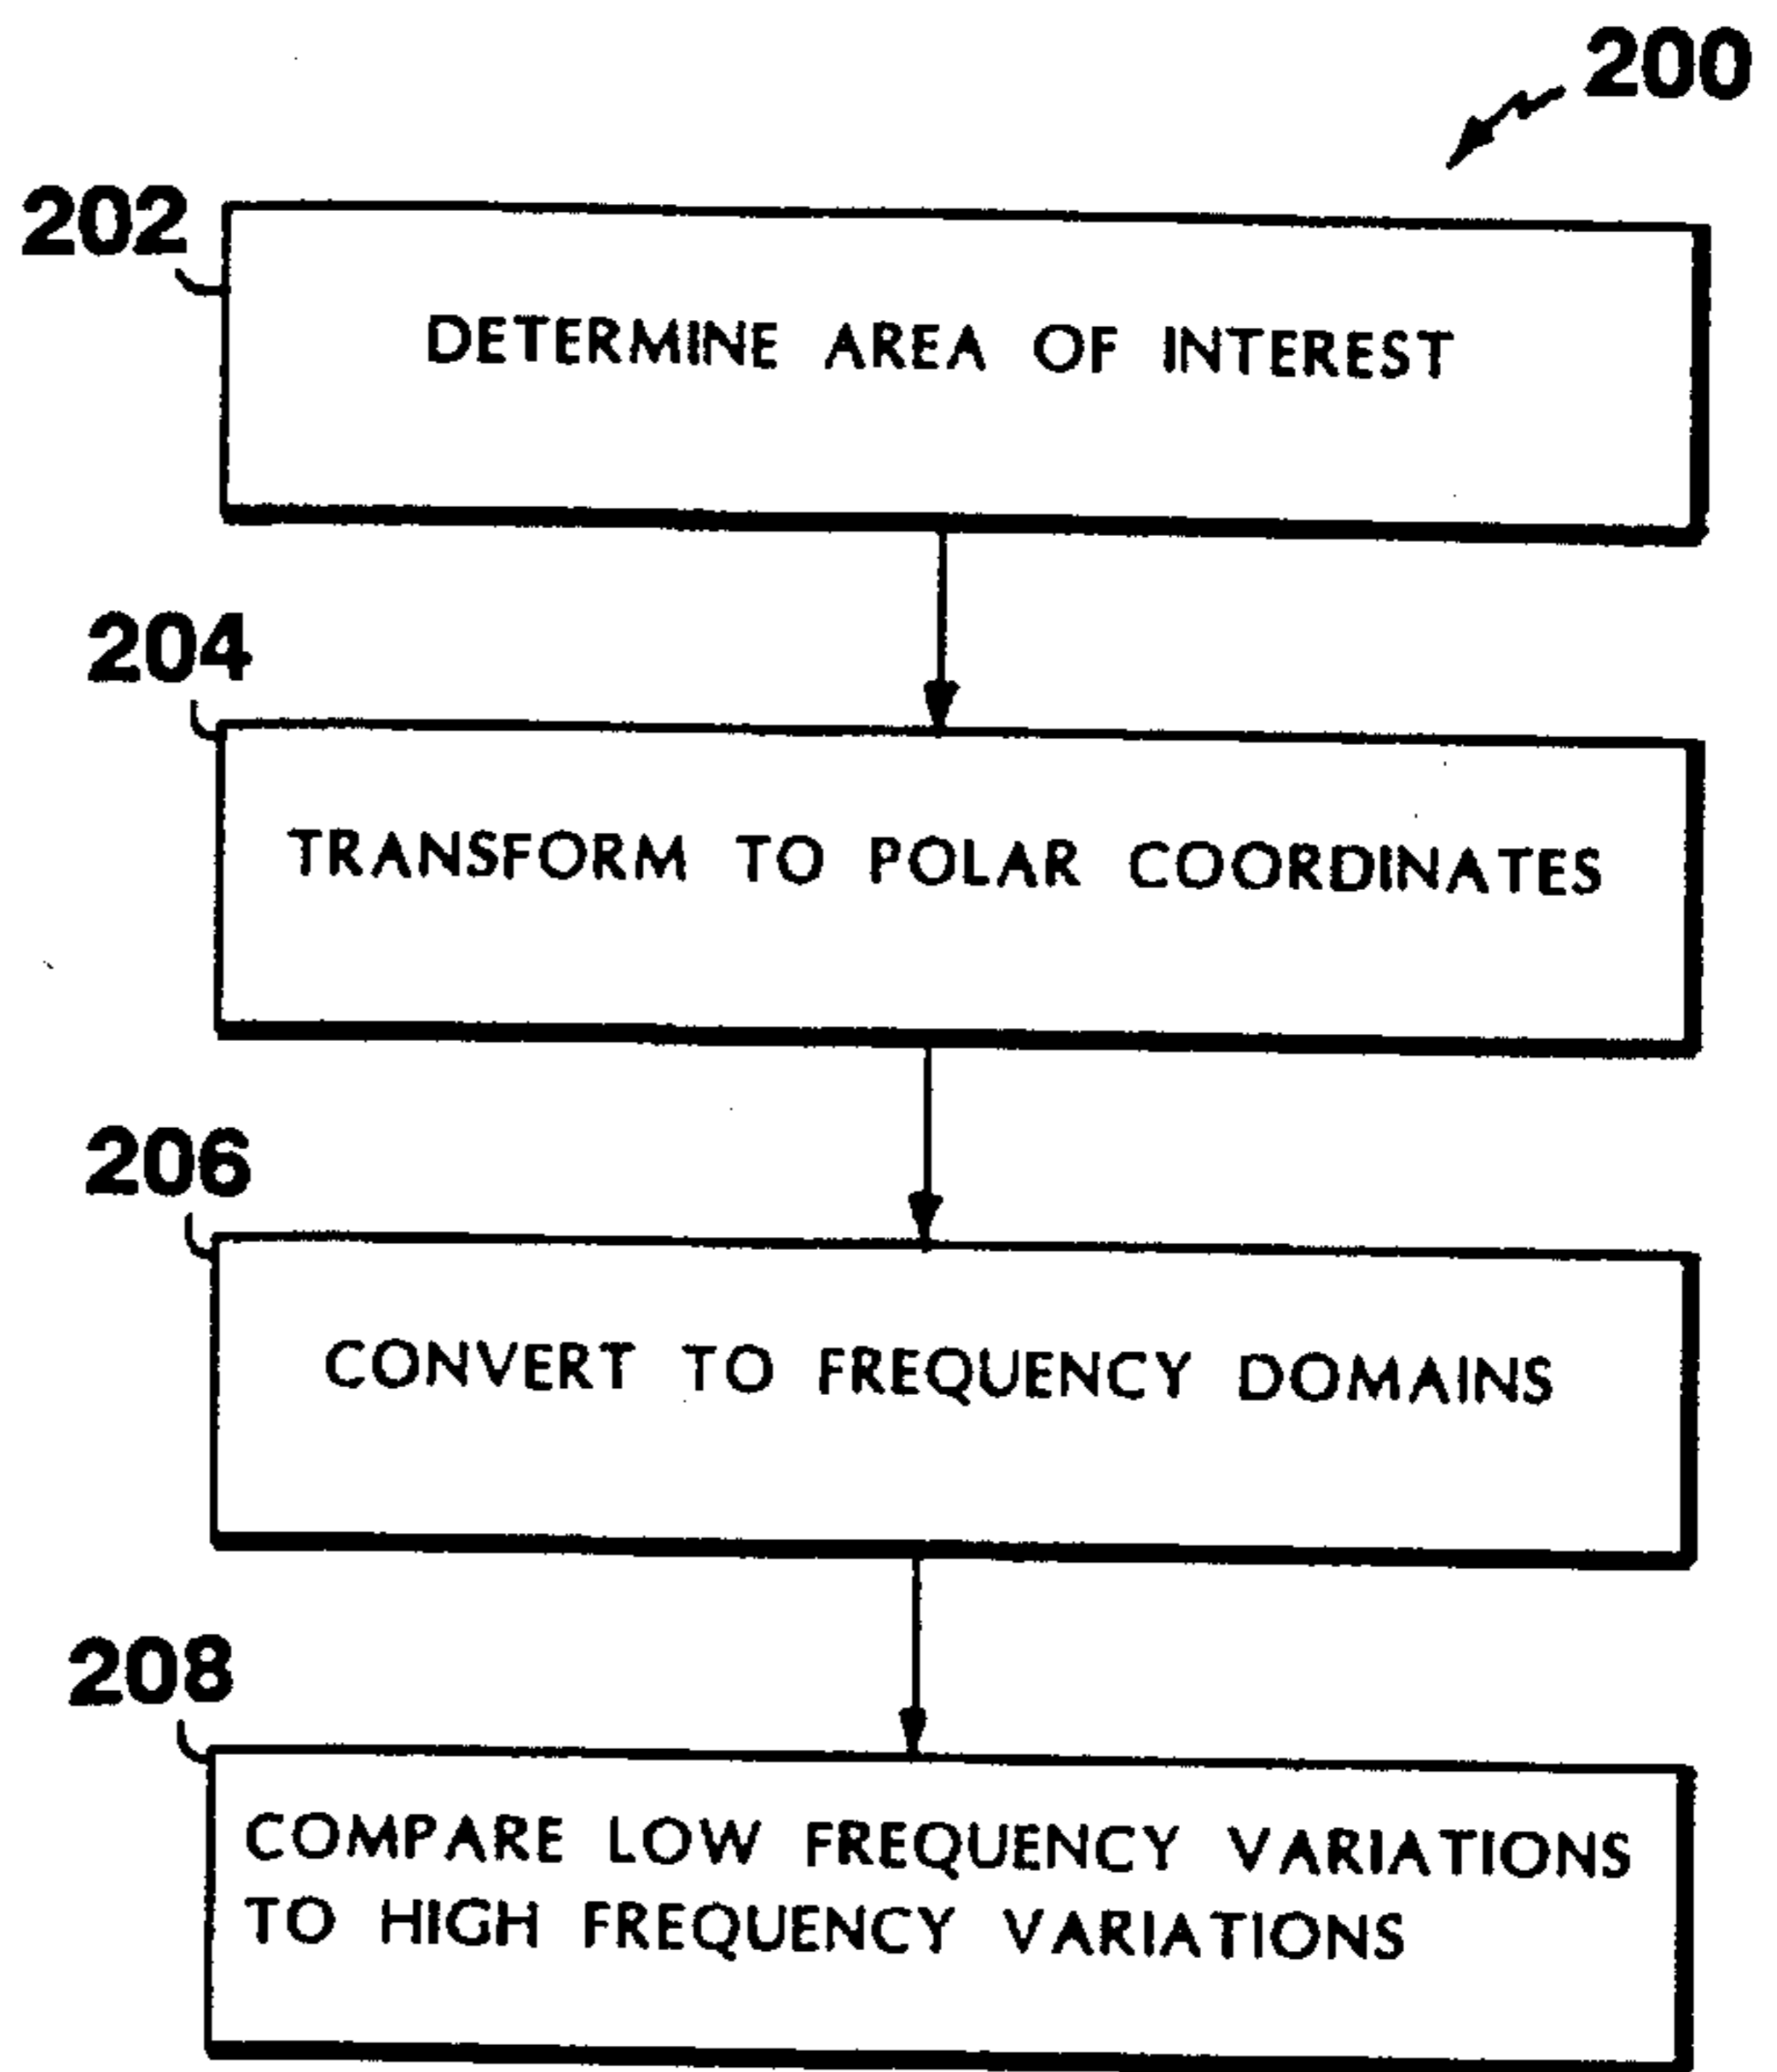 200
202
DETERMINE AREA OF INTEREST
204
TRANSFORM TO POLAR COORDINATES
206
CONVERT TO FREQUENCY DOMAINS
208
COMPARE LOW FREQUENCY VARIATIONS
TO HIGH FREQUENCY VARIATIONS